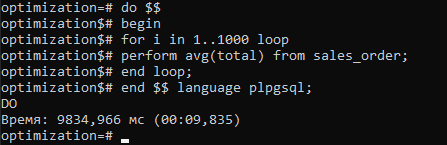 optimization=# do $$
optimization$# begin
optimization$# for i in 1..1000 loop
optimization$# perform avg(total) from sales_order;
optimization$# end loop;
optimization$# end $$ language plpgsql;
DO
Время: 9834,966 мс (00:09,835)
optimization=#